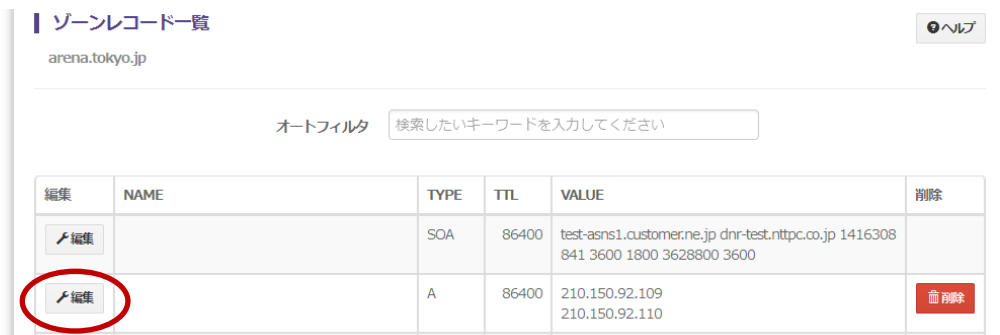 ゾーンレコード一覧
ヘルプ
arena.tokyo.jp
オートフィルタ 検索したいキーワードを入力してください
編集 NAME TYPE TTL VALUE 削除
編集 SOA 86400 test-asns1.customer.ne.jp dnr-test.nttpc.co.jp 1416308
841 3600 1800 3628800 3600
編集 A 86400 210.150.92.109 削除
210.150.92.110